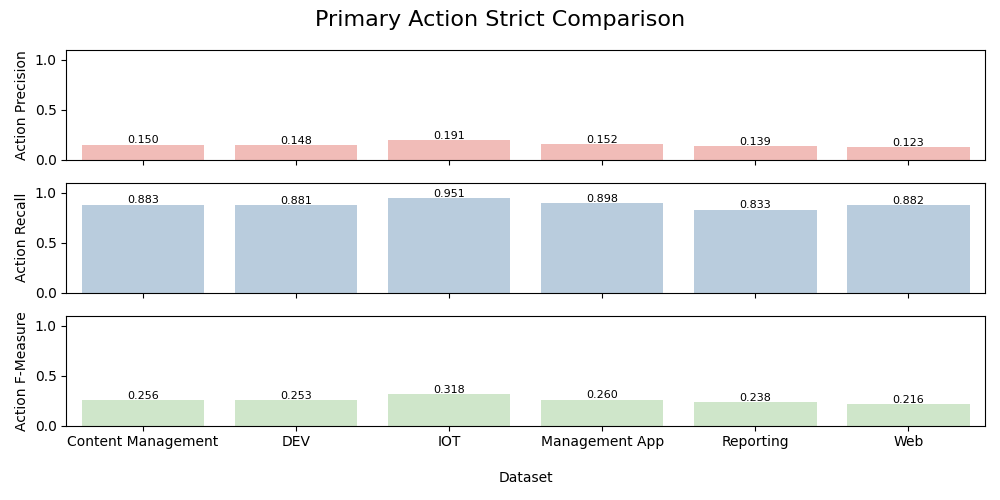 Primary Action Strict Comparison
Action Precision
1.0
0.5
0.0
0.150 0.148 0.191 0.152 0.139 0.123
Action Recall
1.0
0.5
0.0
0.883 0.881 0.951 0.898 0.833 0.882
Action F-Measure
1.0
0.5
0.0
0.256 0.253 0.318 0.260 0.238 0.216
Content Management DEV IOT Management App Reporting Web
Dataset